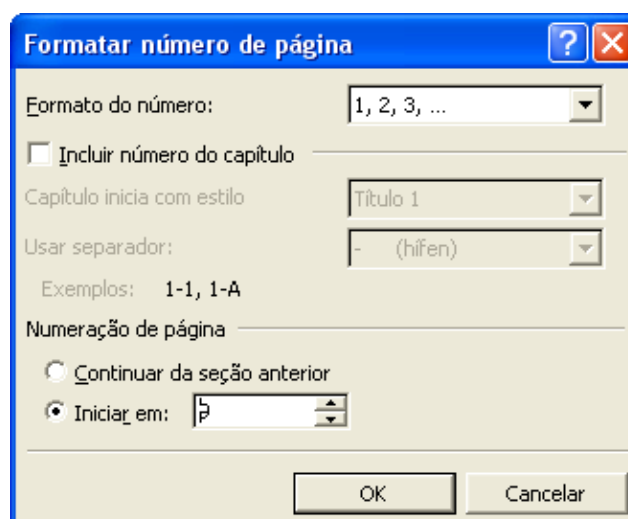 Formatar número de página
Formato do número: 1, 2, 3, ...
Incluir número do capítulo
Capítulo inicia com estilo Título 1
Usar separador: - (hífen)
Exemplos: 1-1, 1-A
Numeração de página
Continuar da seção anterior
Iniciar em:
OK Cancelar